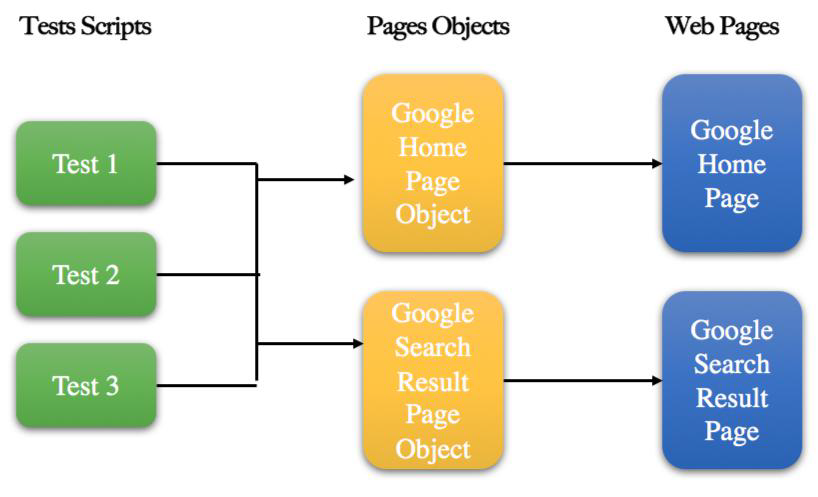 Tests Scripts
Pages Objects
Web Pages
Test 1
Test 2
Test 3
Google
Home
Page
Object
Google
Search
Result
Page
Object
Google
Home
Page
Google
Search
Result
Page